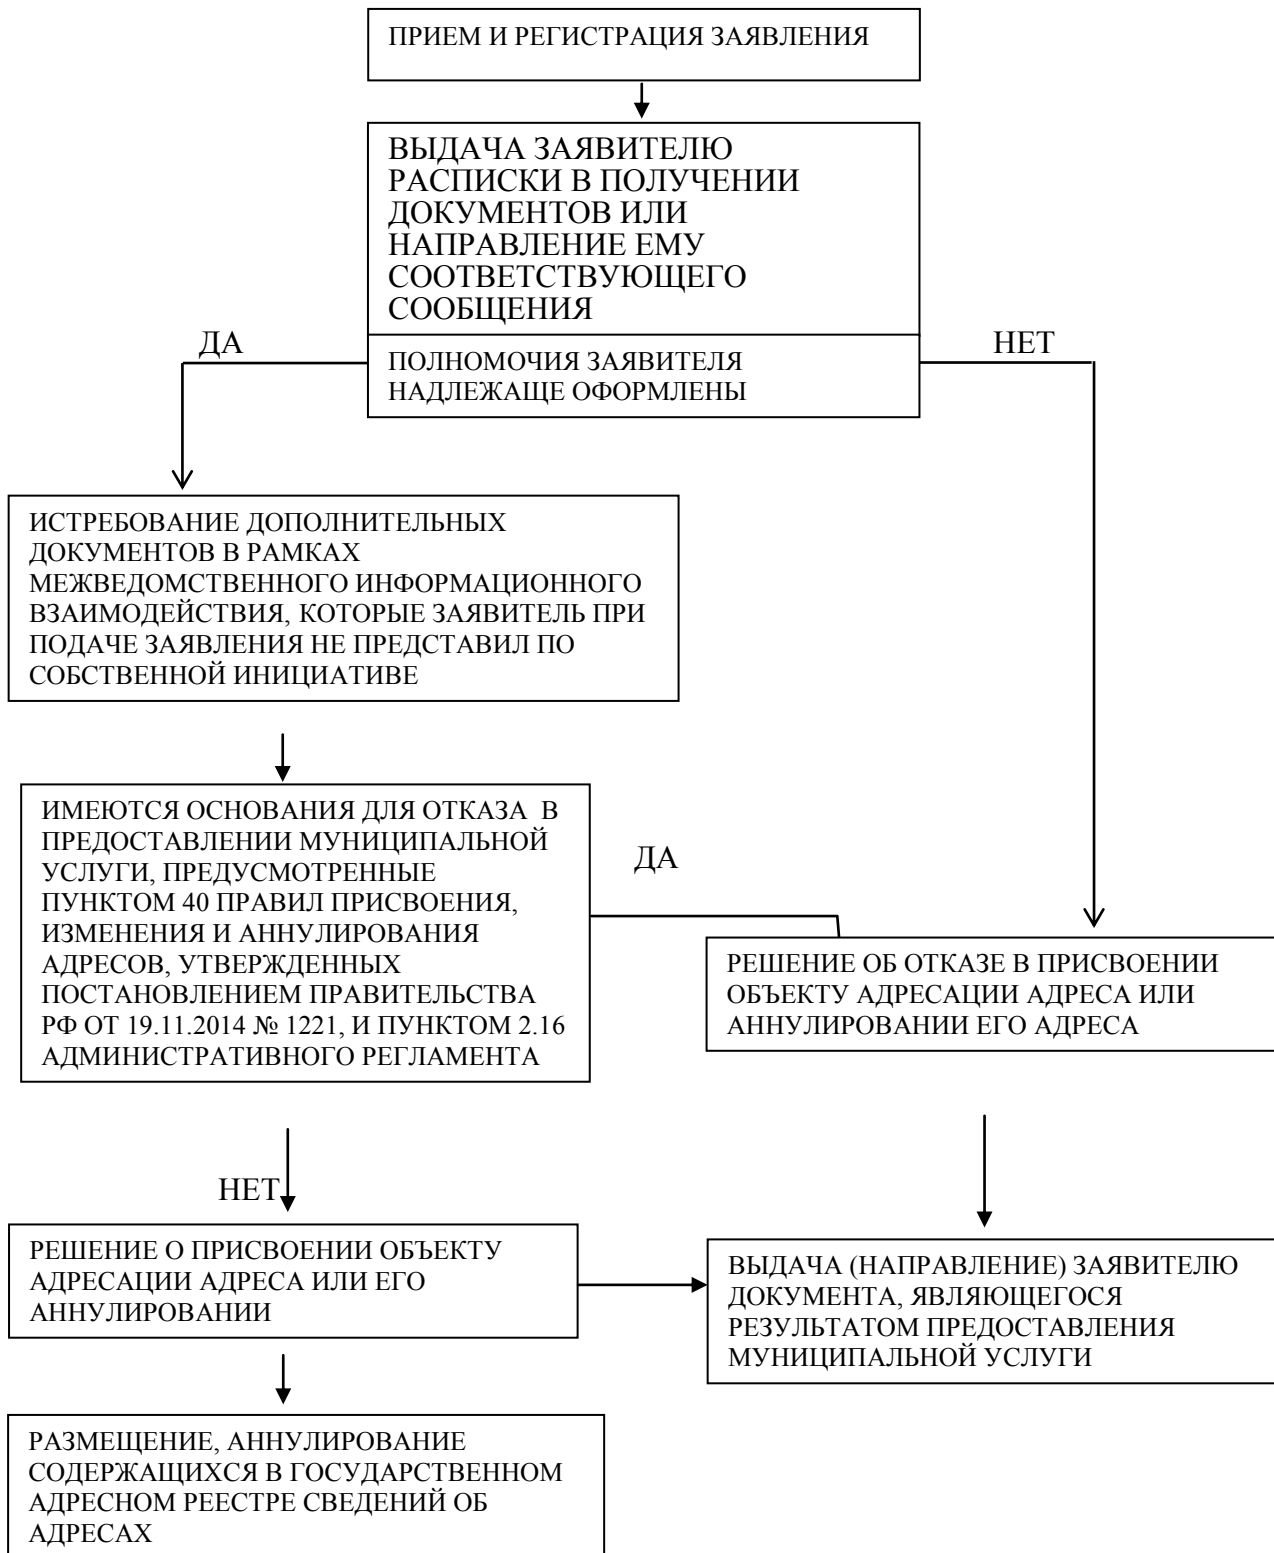 ПРИЕМ И РЕГИСТРАЦИЯ ЗАЯВЛЕНИЯ
ВЫДАЧА ЗАЯВИТЕЛЮ
РАСПИСКИ В ПОЛУЧЕНИИ
ДОКУМЕНТОВ ИЛИ
НАПРАВЛЕНИЕ ЕМУ
СООТВЕТСТВУЮЩЕГО
СООБЩЕНИЯ
ДА
НЕТ
ПОЛНОМОЧИЯ ЗАЯВИТЕЛЯ
НАДЛЕЖАЩЕ ОФОРМЛЕНЫ
ИСТРЕБОВАНИЕ ДОПОЛНИТЕЛЬНЫХ
ДОКУМЕНТОВ В РАМКАХ
МЕЖВЕДОМСТВЕННОГО ИНФОРМАЦИОННОГО
ВЗАИМОДЕЙСТВИЯ, КОТОРЫЕ ЗАЯВИТЕЛЬ ПРИ
ПОДАЧЕ ЗАЯВЛЕНИЯ НЕ ПРЕДСТАВИЛ ПО
СОБСТВЕННОЙ ИНИЦИАТИВЕ
ИМЕЮТСЯ ОСНОВАНИЯ ДЛЯ ОТКАЗА В
ПРЕДОСТАВЛЕНИИ МУНИЦИПАЛЬНОЙ
УСЛУГИ, ПРЕДУСМОТРЕННЫЕ
ПУНКТОМ 40 ПРАВИЛ ПРИСВОЕНИЯ,
ИЗМЕНЕНИЯ И АННУЛИРОВАНИЯ
АДРЕСОВ, УТВЕРЖДЕННЫХ
ПОСТАНОВЛЕНИЕМ ПРАВИТЕЛЬСТВА
РФ ОТ 19.11.2014 № 1221, И ПУНКТОМ 2.16
АДМИНИСТРАТИВНОГО РЕГЛАМЕНТА
ДА
РЕШЕНИЕ ОБ ОТКАЗЕ В ПРИСВОЕНИИ
ОБЪЕКТУ АДРЕСАЦИИ АДРЕСА ИЛИ
АННУЛИРОВАНИИ ЕГО АДРЕСА
НЕТ
РЕШЕНИЕ О ПРИСВОЕНИИ ОБЪЕКТУ
АДРЕСАЦИИ АДРЕСА ИЛИ ЕГО
АННУЛИРОВАНИИ
ВЫДАЧА (НАПРАВЛЕНИЕ) ЗАЯВИТЕЛЮ
ДОКУМЕНТА, ЯВЛЯЮЩЕГОСЯ
РЕЗУЛЬТАТОМ ПРЕДОСТАВЛЕНИЯ
МУНИЦИПАЛЬНОЙ УСЛУГИ
РАЗМЕЩЕНИЕ, АННУЛИРОВАНИЕ
СОДЕРЖАЩИХСЯ В ГОСУДАРСТВЕННОМ
АДРЕСНОМ РЕЕСТРЕ СВЕДЕНИЙ ОБ
АДРЕСАХ